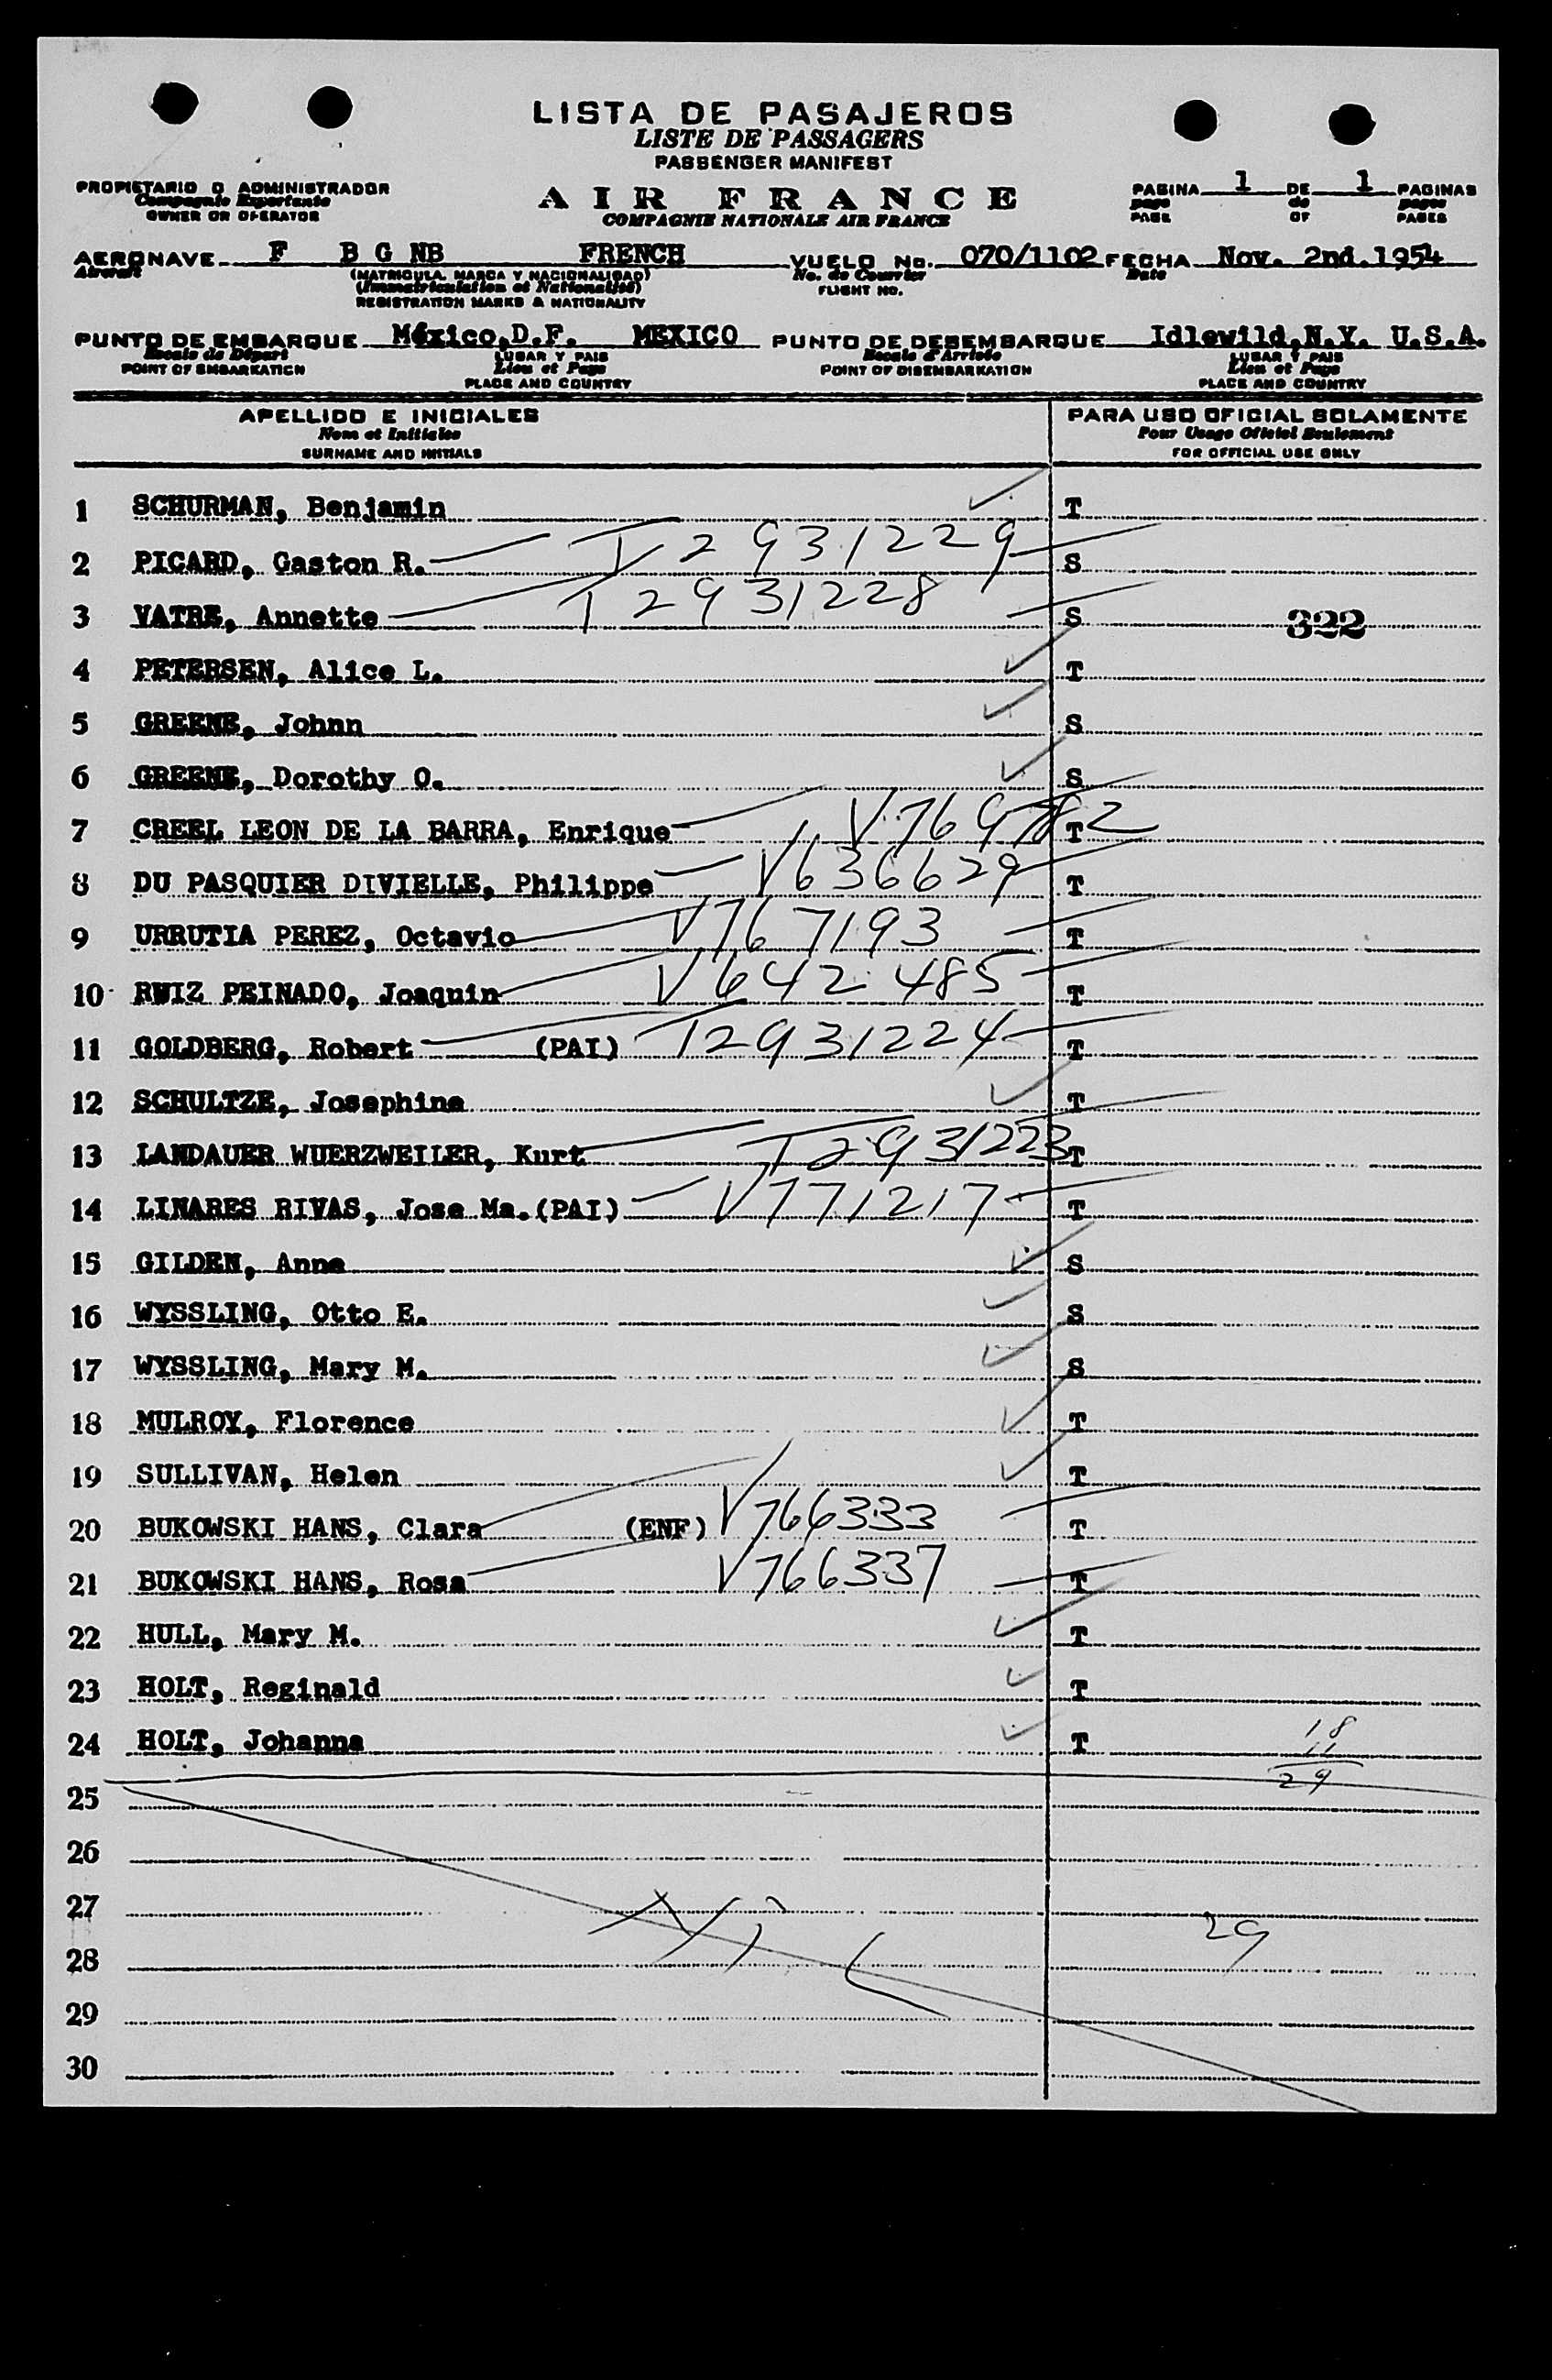 LISTA DE PASAJEROS
LISTE DE PASSAGERS
PASSENGER MANIFEST
PROPIETARIO O ADMINISTRADOR
Compagnie Exportante
OWNER OR OPERATOR
AIR FRANCE
COMPAGNIE NATIONALE AIR FRANCE
PAGINA 1 DE 1 PAGINAS
page de pages
PAGE OF PAGES
AERONAVE F B G NB FRENCH VUELO No. 070/1102 FECHA Nov. 2nd.1954
Aircraft (MATRICULA, MARCA Y NACIONALIDAD) No. de Courrier Date
(Immatriculation et Nationalité) FLIGHT NO.
REGISTRATION MARKS & NATIONALITY
PUNTO DE EMBARQUE México,D.F. MEXICO PUNTO DE DESEMBARQUE Idlewild,N.Y. U.S.A.
Escale de Départ LUGAR Y PAIS Escale d'Arrivée LUGAR Y PAIS
POINT OF EMBARKATION Lieu et Pays POINT OF DISEMBARKATION Lieu et Pays
PLACE AND COUNTRY PLACE AND COUNTRY
APELLIDO E INICIALES PARA USO OFICIAL SOLAMENTE
Nom et Initiales Pour Usage Oficiel Seulement
SURNAME AND INITIALS FOR OFFICIAL USE ONLY
1 SCHURMAN, Benjamin T
2 PICARD, Gaston R. T2931229 S
3 VATRE, Annette T2931228 S 322
4 PETERSEN, Alice L. T
5 GREENE, Johnn S
6 GREENE, Dorothy O. S
7 CREEL LEON DE LA BARRA, Enrique V769782 T
8 DU PASQUIER DIVIELLE, Philippe V636629 T
9 URRUTIA PEREZ, Octavio V767193 T
10 RUIZ PEINADO, Joaquin V642485 T
11 GOLDBERG, Robert (PAI) T2931224 T
12 SCHULTZE, Josephine T
13 LANDAUER WUERZWEILER, Kurt T2931223 T
14 LINARES RIVAS, Jose Ma.(PAI) V771217 T
15 GILDEN, Anne S
16 WYSSLING, Otto E. S
17 WYSSLING, Mary M. S
18 MULROY, Florence T
19 SULLIVAN, Helen T
20 BUKOWSKI HANS, Clara (ENF) V766333 T
21 BUKOWSKI HANS, Rosa V766337 T
22 HULL, Mary M. T
23 HOLT, Reginald T
24 HOLT, Johanna T 18
11
29
25
26
27
29
28
29
30